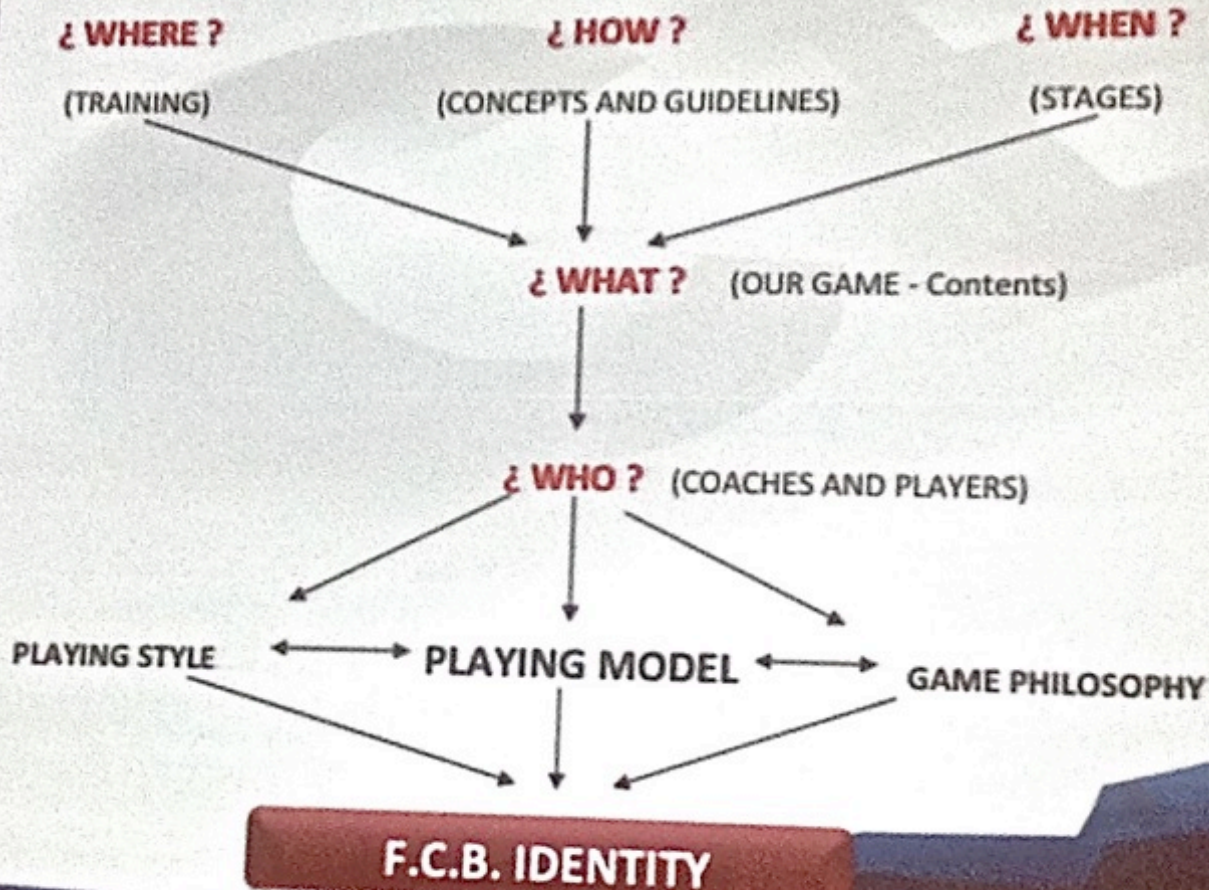 ¿ WHERE ? ¿ HOW ? ¿ WHEN ?
(TRAINING) (CONCEPTS AND GUIDELINES) (STAGES)
¿ WHAT ? (OUR GAME - Contents)
¿ WHO ? (COACHES AND PLAYERS)
PLAYING STYLE PLAYING MODEL GAME PHILOSOPHY
F.C.B. IDENTITY